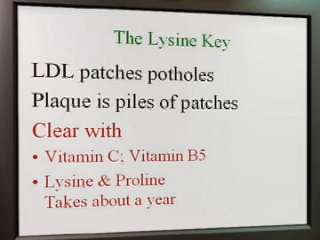 The Lysine Key
LDL patches potholes
Plaque is piles of patches
Clear with
• Vitamin C; Vitamin B5
• Lysine & Proline
Takes about a year